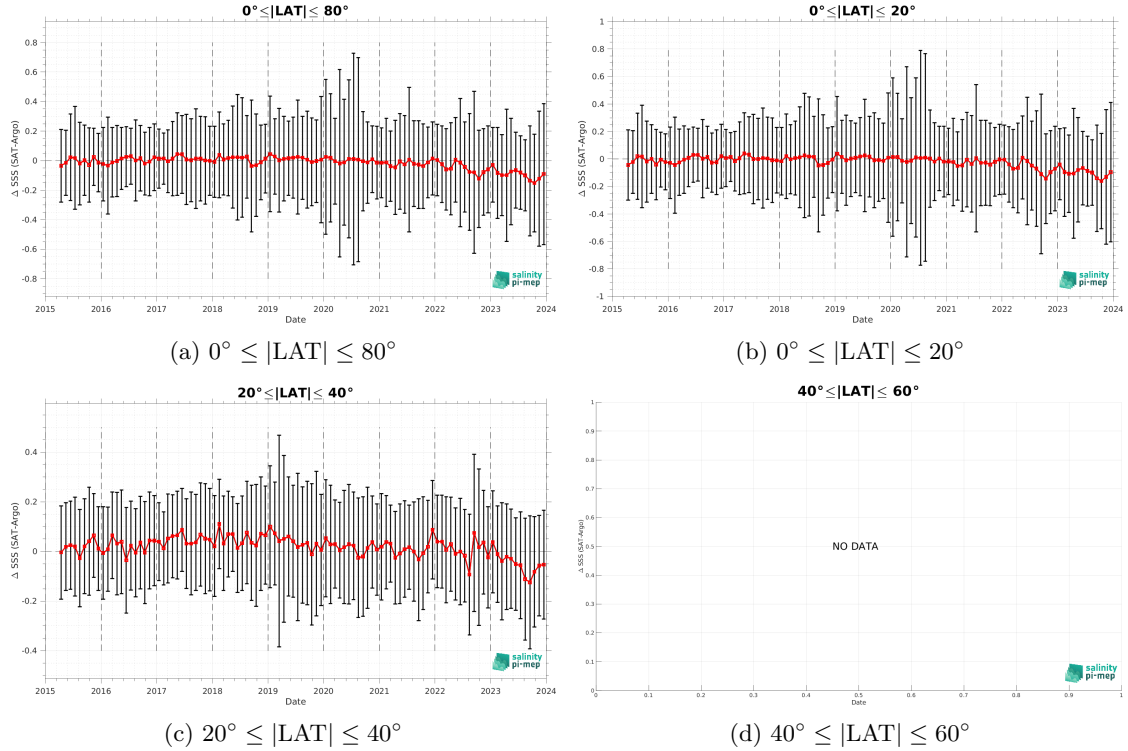 0°≤|LAT|≤ 80°
Δ SSS (SAT-Argo)
0.8
0.6
0.4
0.2
0
-0.2
-0.4
-0.6
-0.8
2015 2016 2017 2018 2019 2020 2021 2022 2023 2024
Date
salinity
pi-mep
(a) 0° ≤ |LAT| ≤ 80°
0°≤|LAT|≤ 20°
Δ SSS (SAT-Argo)
1
0.8
0.6
0.4
0.2
0
-0.2
-0.4
-0.6
-0.8
-1
2015 2016 2017 2018 2019 2020 2021 2022 2023 2024
Date
salinity
pi-mep
(b) 0° ≤ |LAT| ≤ 20°
20°≤|LAT|≤ 40°
Δ SSS (SAT-Argo)
0.4
0.2
0
-0.2
-0.4
2015 2016 2017 2018 2019 2020 2021 2022 2023 2024
Date
salinity
pi-mep
(c) 20° ≤ |LAT| ≤ 40°
40°≤|LAT|≤ 60°
Δ SSS (SAT-Argo)
1
0.9
0.8
0.7
0.6
0.5
0.4
0.3
0.2
0.1
0
NO DATA
0 0.1 0.2 0.3 0.4 0.5 0.6 0.7 0.8 0.9 1
Date
salinity
pi-mep
(d) 40° ≤ |LAT| ≤ 60°